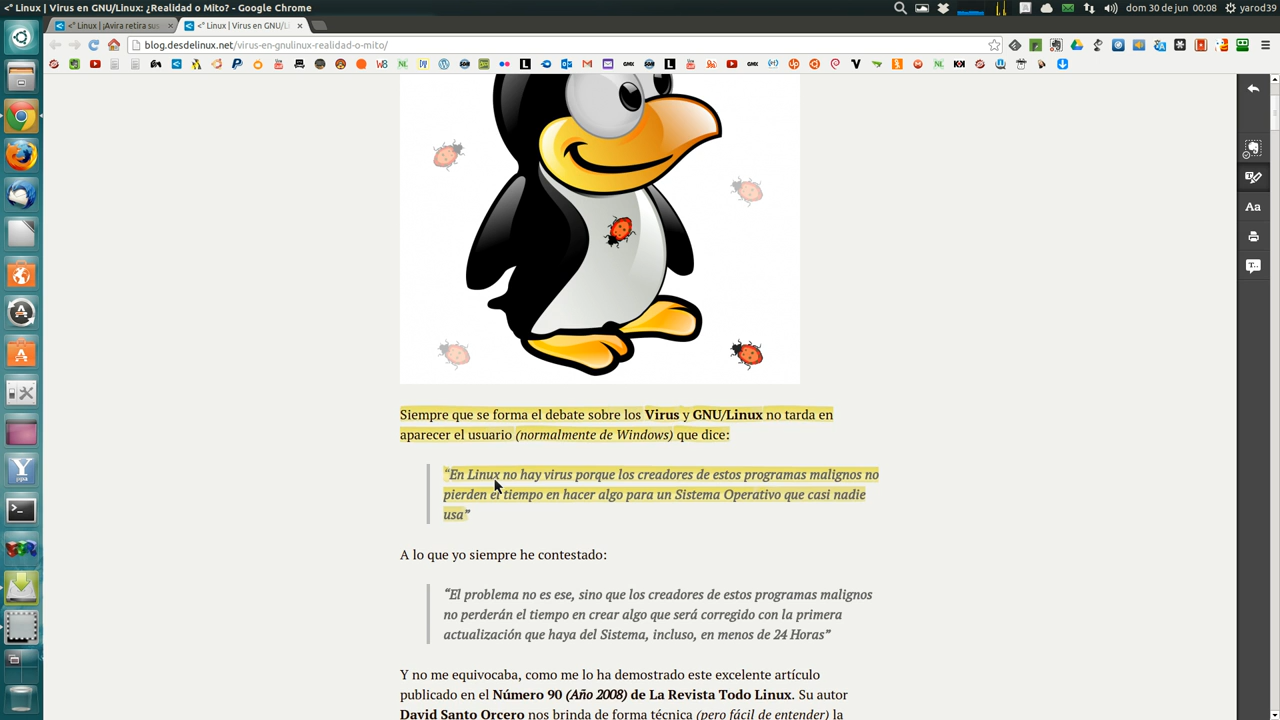 <° Linux | Virus en GNU/Linux: ¿Realidad o Mito? - Google Chrome
dom 30 de jun 00:08
yarod39
<° Linux | ¡Avira retira sus
<° Linux | Virus en GNU/L
blog.desdelinux.net/virus-en-gnulinux-realidad-o-mito/
Siempre que se forma el debate sobre los Virus y GNU/Linux no tarda en
aparecer el usuario (normalmente de Windows) que dice:
“En Linux no hay virus porque los creadores de estos programas malignos no
pierden el tiempo en hacer algo para un Sistema Operativo que casi nadie
usa”
A lo que yo siempre he contestado:
“El problema no es ese, sino que los creadores de estos programas malignos
no perderán el tiempo en crear algo que será corregido con la primera
actualización que haya del Sistema, incluso, en menos de 24 Horas”
Y no me equivocaba, como me lo ha demostrado este excelente artículo
publicado en el Número 90 (Año 2008) de La Revista Todo Linux. Su autor
David Santo Orcero nos brinda de forma técnica (pero fácil de entender) la
Aa